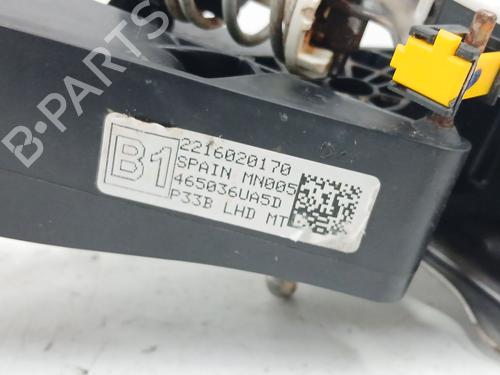 B-PARTS
B1
2216020170
SPAIN MN005
465036UA5D
P33B LHD MT